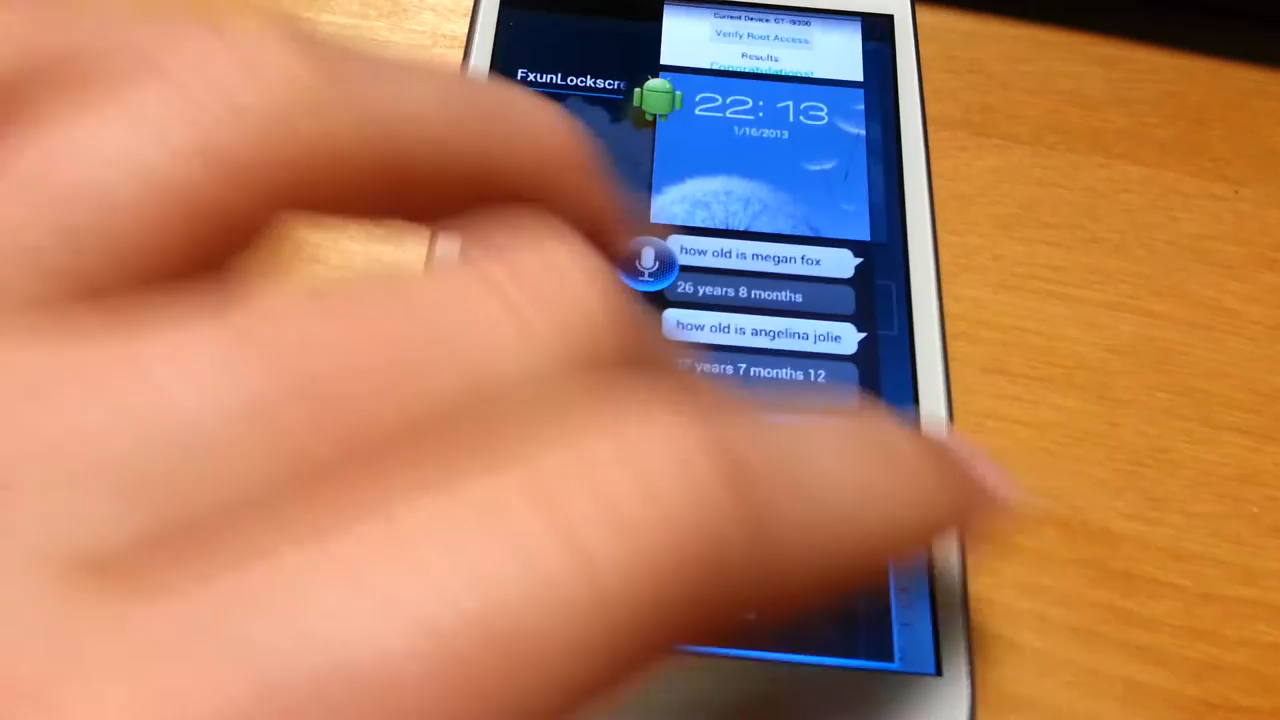 Current Device: GT-I9300
Verify Root Access
Results
Congratulations!
FxunLockscre
22:13
1/16/2013
how old is megan fox
26 years 8 months
how old is angelina jolie
years 7 months 12